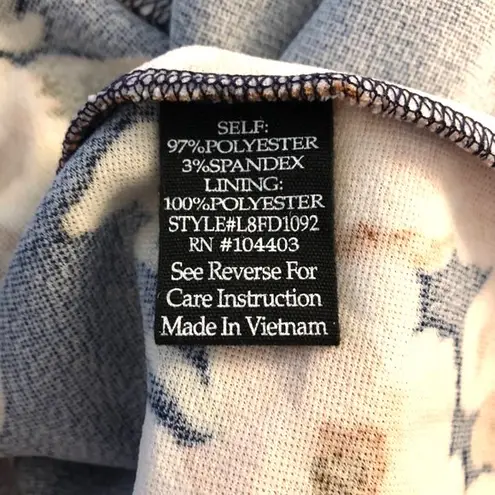 SELF:
97%POLYESTER
3%SPANDEX
LINING:
100%POLYESTER
STYLE#L8FD1092
RN #104403
See Reverse For
Care Instruction
Made In Vietnam